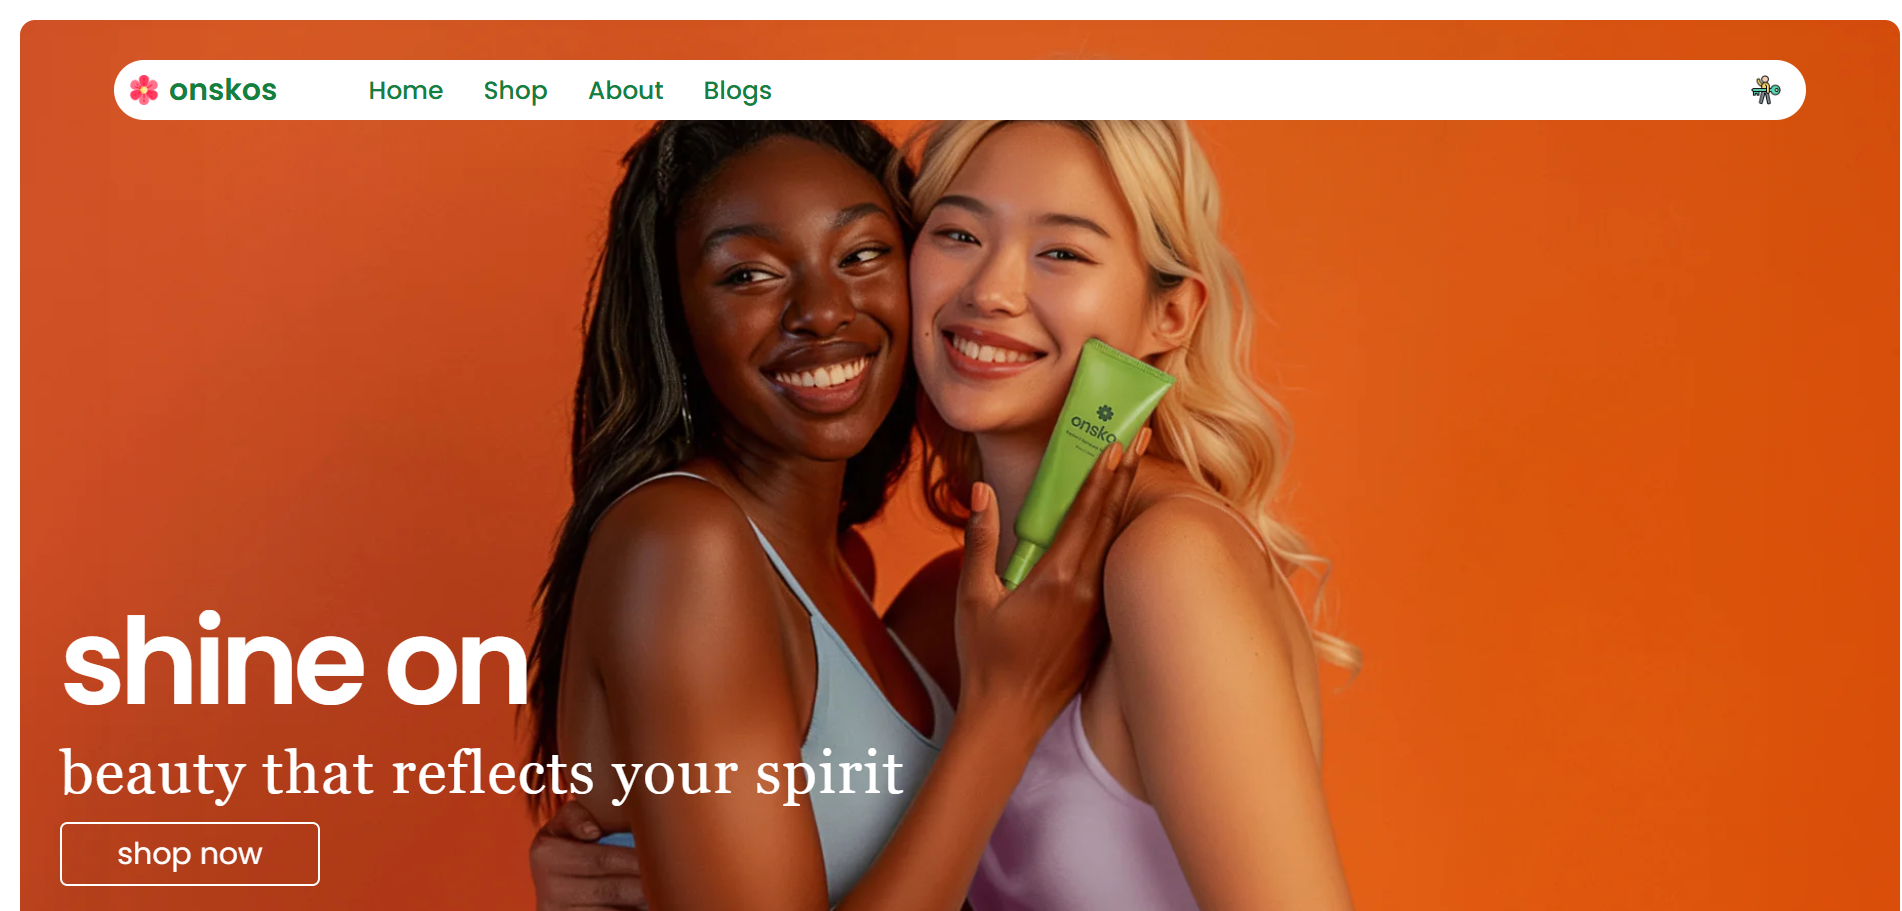 onskos Home Shop About Blogs
onsko
shine on
beauty that reflects your spirit
shop now